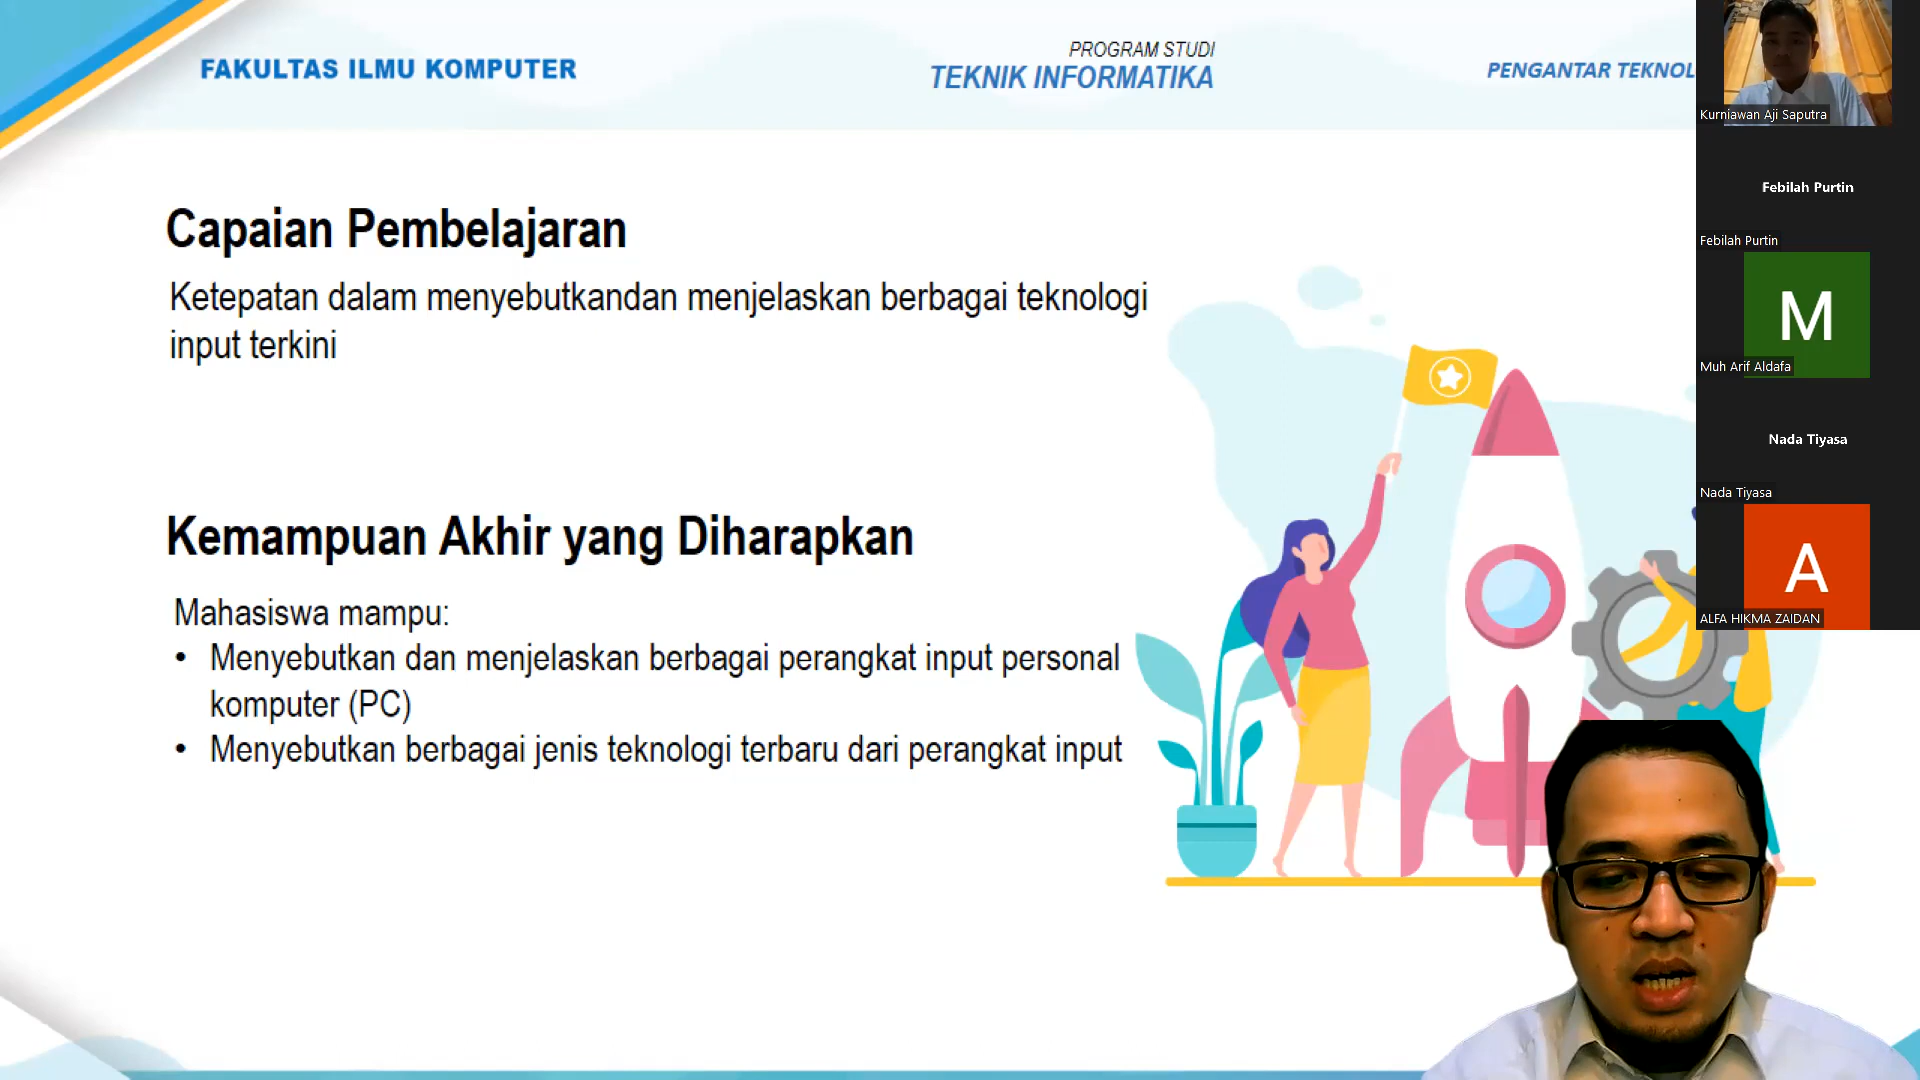 FAKULTAS ILMU KOMPUTER
PROGRAM STUDI
TEKNIK INFORMATIKA
PENGANTAR TEKNOL
Capaian Pembelajaran
Ketepatan dalam menyebutkandan menjelaskan berbagai teknologi
input terkini
Kemampuan Akhir yang Diharapkan
Mahasiswa mampu:
• Menyebutkan dan menjelaskan berbagai perangkat input personal
komputer (PC)
• Menyebutkan berbagai jenis teknologi terbaru dari perangkat input
Kurniawan Aji Saputra
Febilah Purtin
Febilah Purtin
M
Muh Arif Aldafa
Nada Tiyasa
Nada Tiyasa
A
ALFA HIKMA ZAIDAN